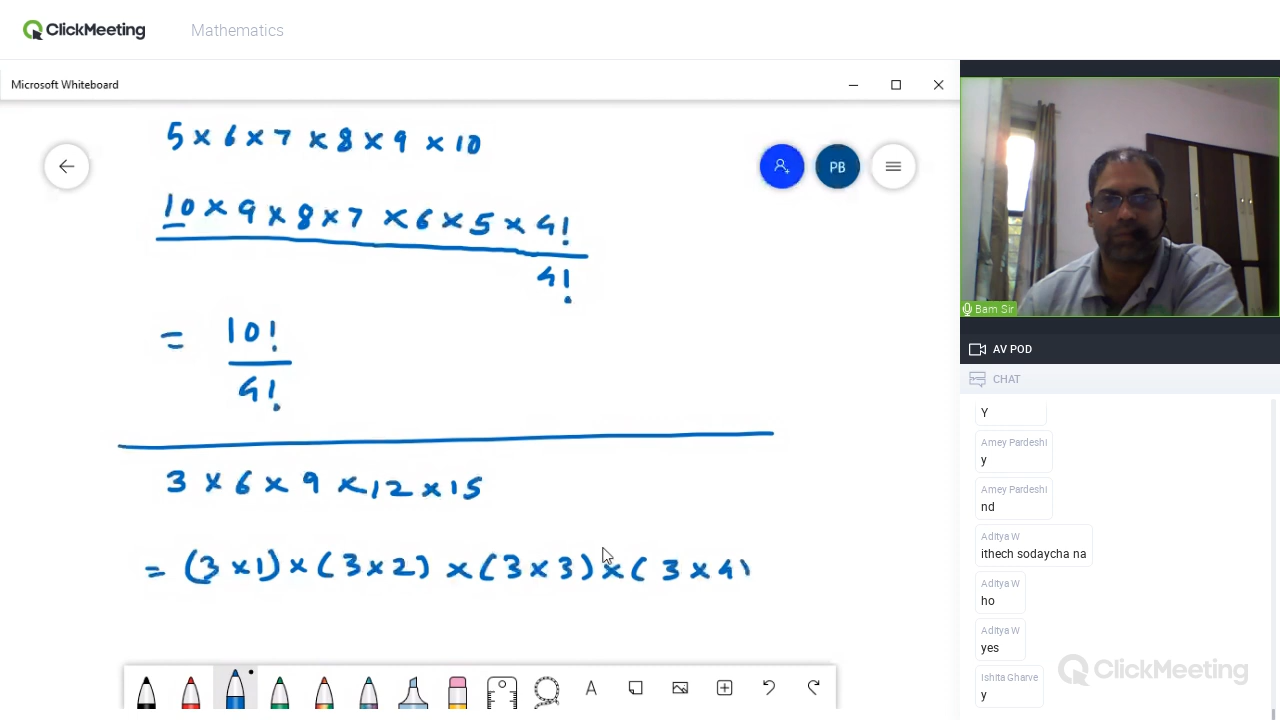 ClickMeeting Mathematics
Microsoft Whiteboard
5 × 6 × 7 × 8 × 9 × 10
PB
10 × 9 × 8 × 7 × 6 × 5 × 4!
4!
= 10!
4!
3 × 6 × 9 × 12 × 15
= (3 × 1) × (3 × 2) × (3 × 3) × (3 × 4)
A
Bam Sir
AV POD
CHAT
Y
Amey Pardeshi
y
Amey Pardeshi
nd
Aditya W
ithech sodaycha na
Aditya W
ho
Aditya W
yes
Ishita Gharve
y
ClickMeeting